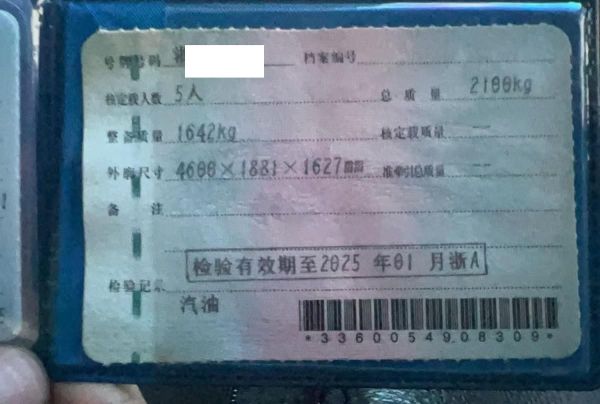 号牌号码 湘 档案编号
核定载人数 5人 总质量 2100kg
整备质量 1642kg 核定载质量 —
外廓尺寸 4600×1881×1627mm 准牵引总质量 —
备注
检验有效期至2025 年01 月浙A
检验记录
汽油
*3360054908309*